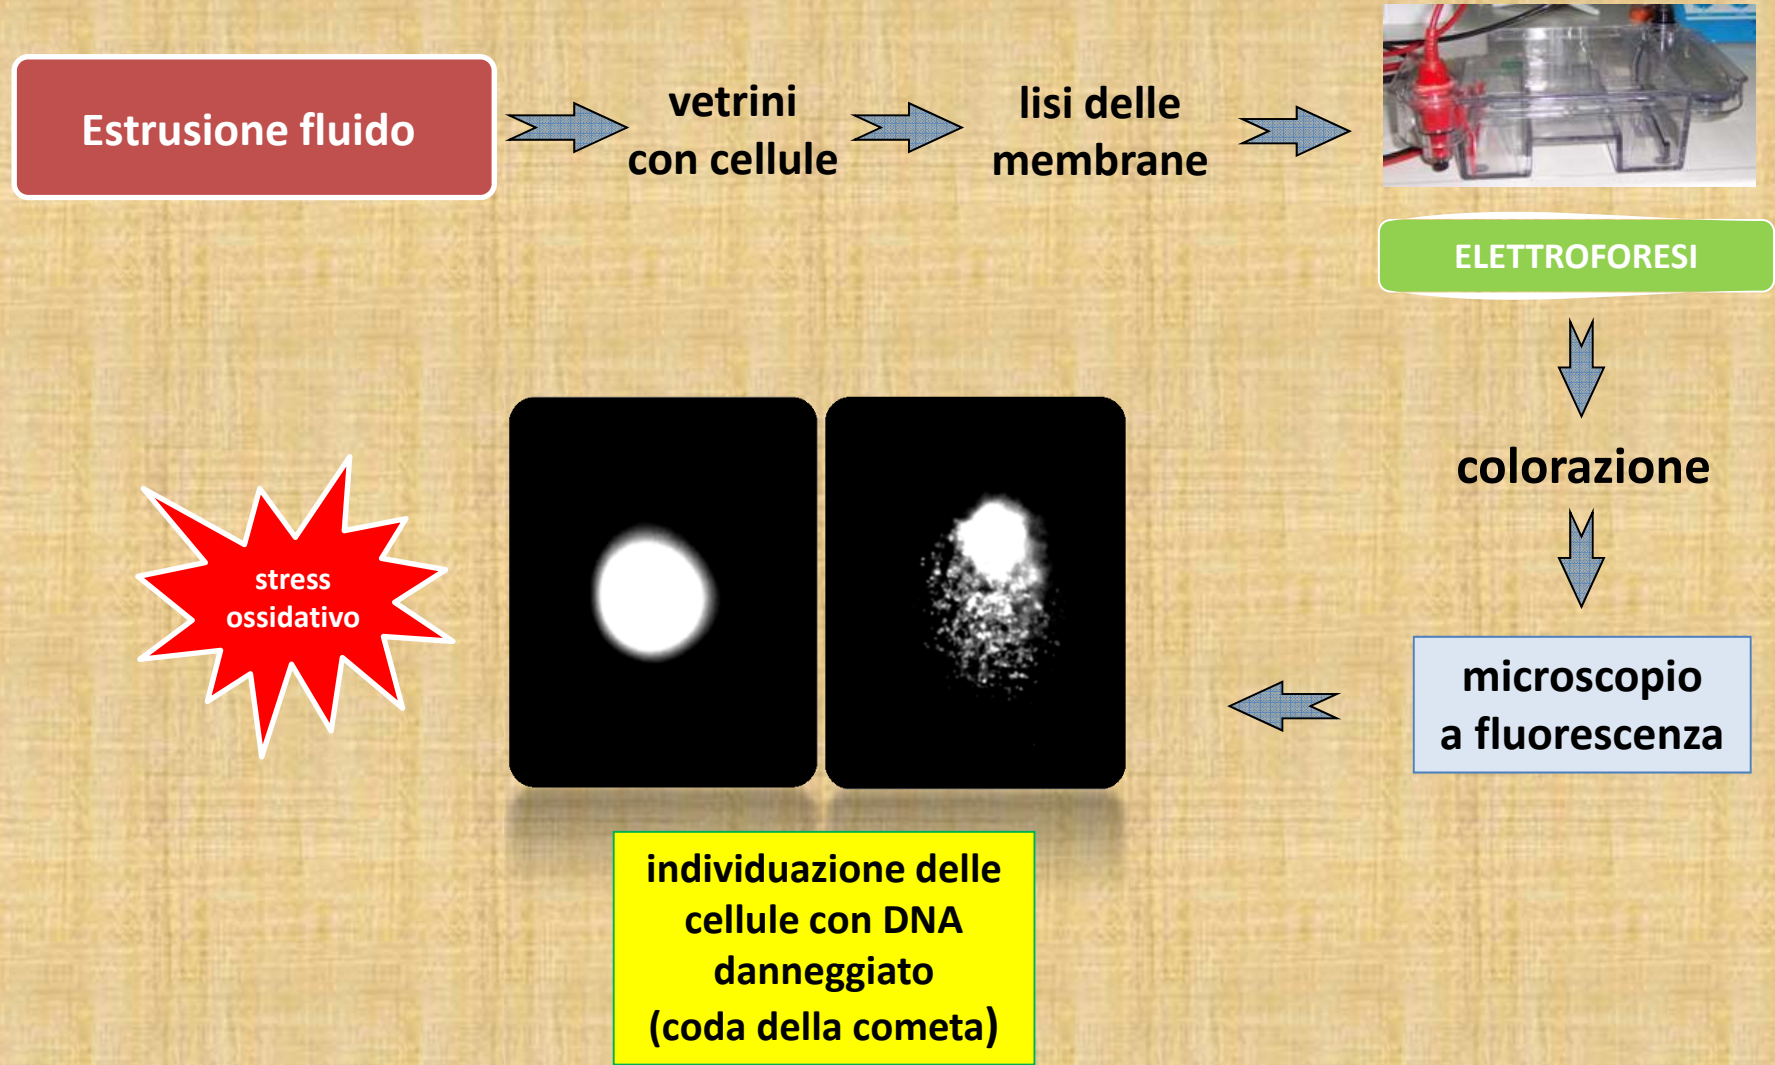 Estrusione fluido
vetrini
con cellule
lisi delle
membrane
ELETTROFORESI
colorazione
microscopio
a fluorescenza
stress
ossidativo
individuazione delle
cellule con DNA
danneggiato
(coda della cometa)